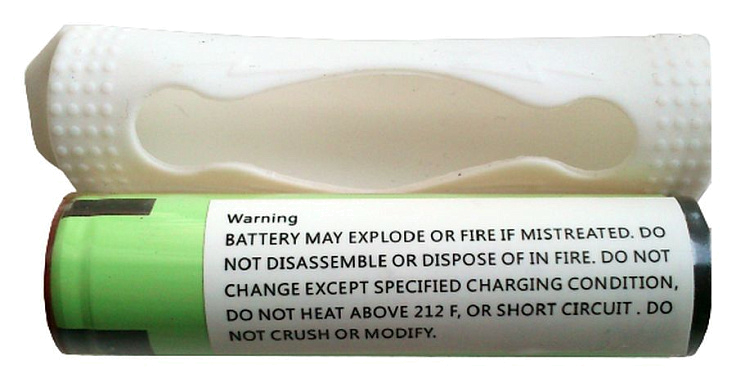 Warning
BATTERY MAY EXPLODE OR FIRE IF MISTREATED. DO
NOT DISASSEMBLE OR DISPOSE OF IN FIRE. DO NOT
CHANGE EXCEPT SPECIFIED CHARGING CONDITION,
DO NOT HEAT ABOVE 212 F, OR SHORT CIRCUIT . DO
NOT CRUSH OR MODIFY.